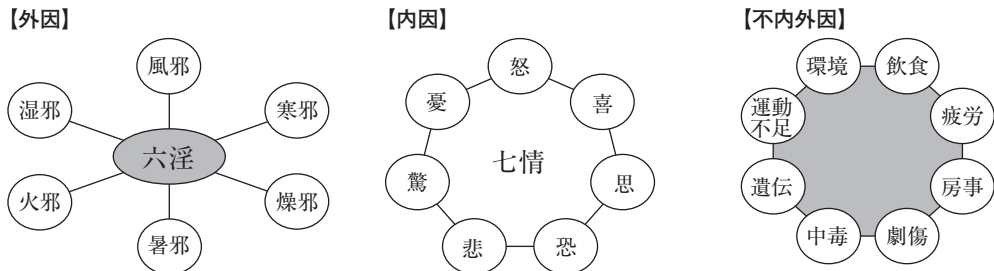 【外因】
風邪
寒邪
燥邪
暑邪
火邪
湿邪
六淫
【内因】
怒
喜
思
恐
悲
驚
憂
七情
【不内外因】
環境
飲食
疲労
房事
劇傷
中毒
遺伝
運動
不足